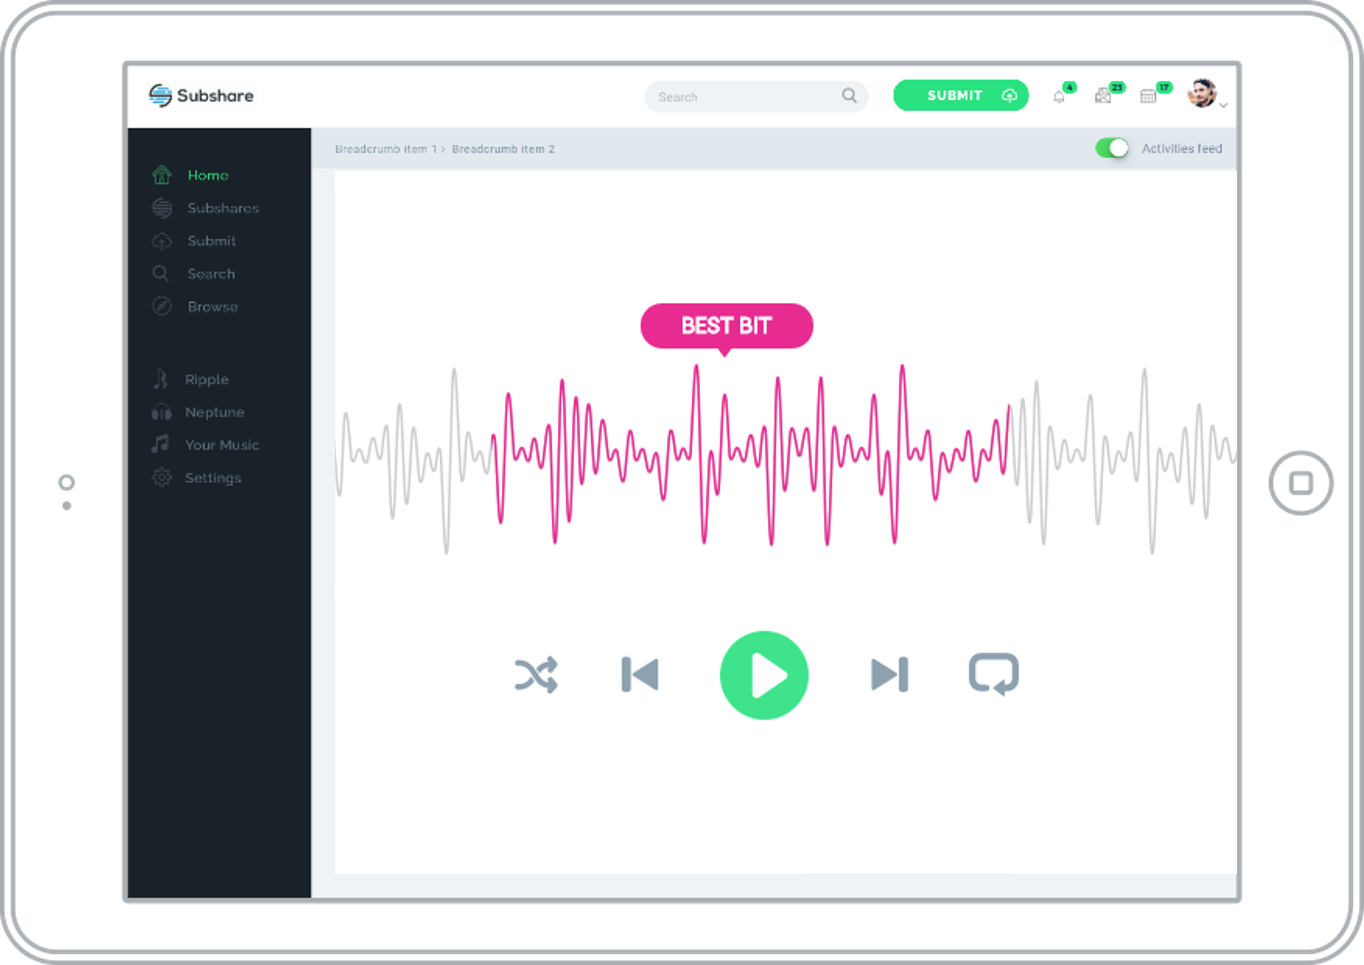 Subshare
Search
SUBMIT
4
23
17
Breadcrumb item 1 > Breadcrumb item 2
Activities feed
Home
Subshares
Submit
Search
Browse
Ripple
Neptune
Your Music
Settings
BEST BIT